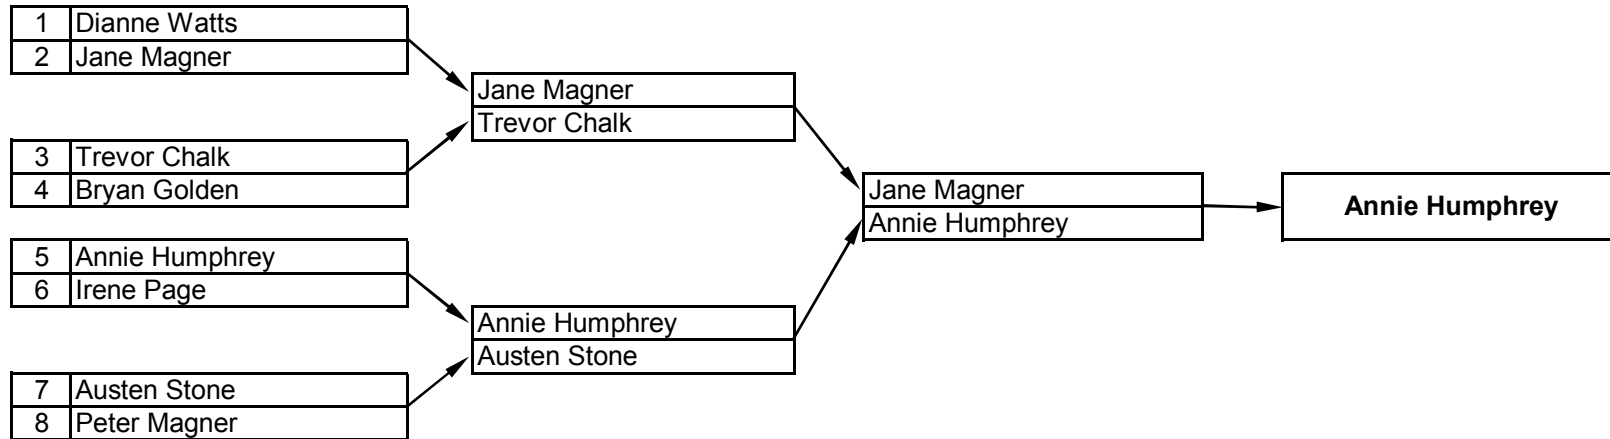 1 Dianne Watts
2 Jane Magner
Jane Magner
Trevor Chalk
3 Trevor Chalk
4 Bryan Golden
Jane Magner
Annie Humphrey
Annie Humphrey
5 Annie Humphrey
6 Irene Page
Annie Humphrey
Austen Stone
7 Austen Stone
8 Peter Magner